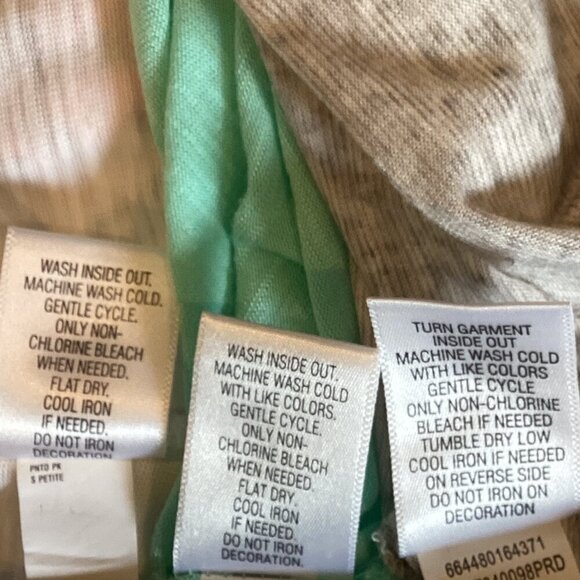 WASH INSIDE OUT.
MACHINE WASH COLD.
GENTLE CYCLE.
ONLY NON-
CHLORINE BLEACH
WHEN NEEDED.
FLAT DRY.
COOL IRON
IF NEEDED.
DO NOT IRON
DECORATION
PNTD PK
S PETITE
WASH INSIDE OUT.
MACHINE WASH COLD
WITH LIKE COLORS.
GENTLE CYCLE.
ONLY NON-
CHLORINE BLEACH
WHEN NEEDED.
FLAT DRY.
COOL IRON
IF NEEDED.
DO NOT IRON
DECORATION.
TURN GARMENT
INSIDE OUT
MACHINE WASH COLD
WITH LIKE COLORS
GENTLE CYCLE
ONLY NON-CHLORINE
BLEACH IF NEEDED
TUMBLE DRY LOW
COOL IRON IF NEEDED
ON REVERSE SIDE
DO NOT IRON ON
DECORATION
664480164371